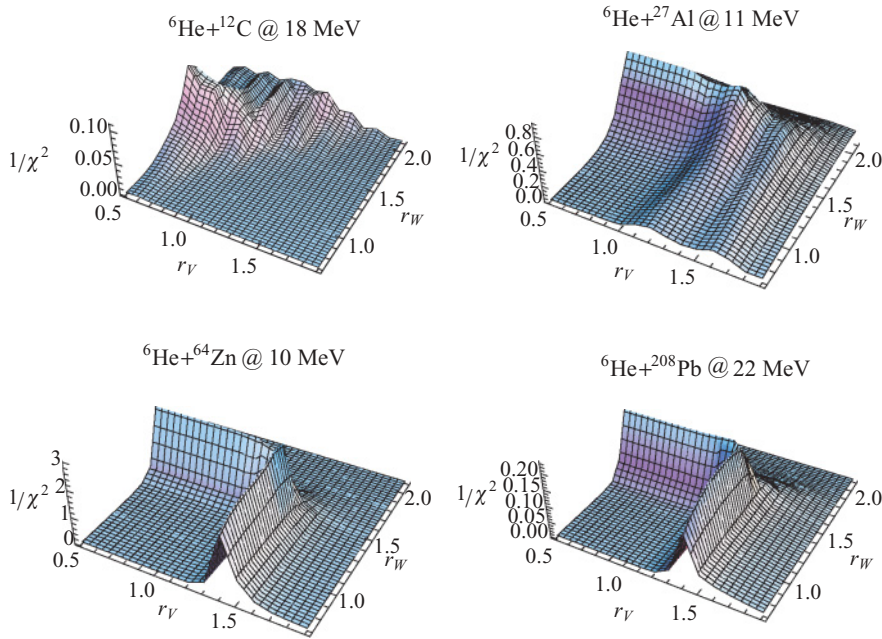 ⁶He+¹²C @ 18 MeV
0.10
0.05
0.00
1/χ²
0.5
1.0
1.5
r_V
2.0
1.5
1.0
r_W
⁶He+²⁷Al @ 11 MeV
0.8
0.6
0.4
0.2
0.0
1/χ²
0.5
1.0
1.5
r_V
2.0
1.5
1.0
r_W
⁶He+⁶⁴Zn @ 10 MeV
3
2
1
0
1/χ²
0.5
1.0
1.5
r_V
2.0
1.5
1.0
r_W
⁶He+²⁰⁸Pb @ 22 MeV
0.20
0.15
0.10
0.05
0.00
1/χ²
0.5
1.0
1.5
r_V
2.0
1.5
1.0
r_W